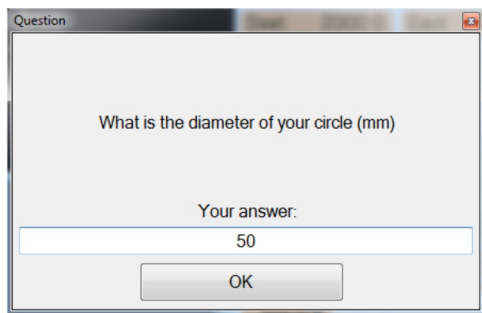 Question
What is the diameter of your circle (mm)
Your answer:
50
OK